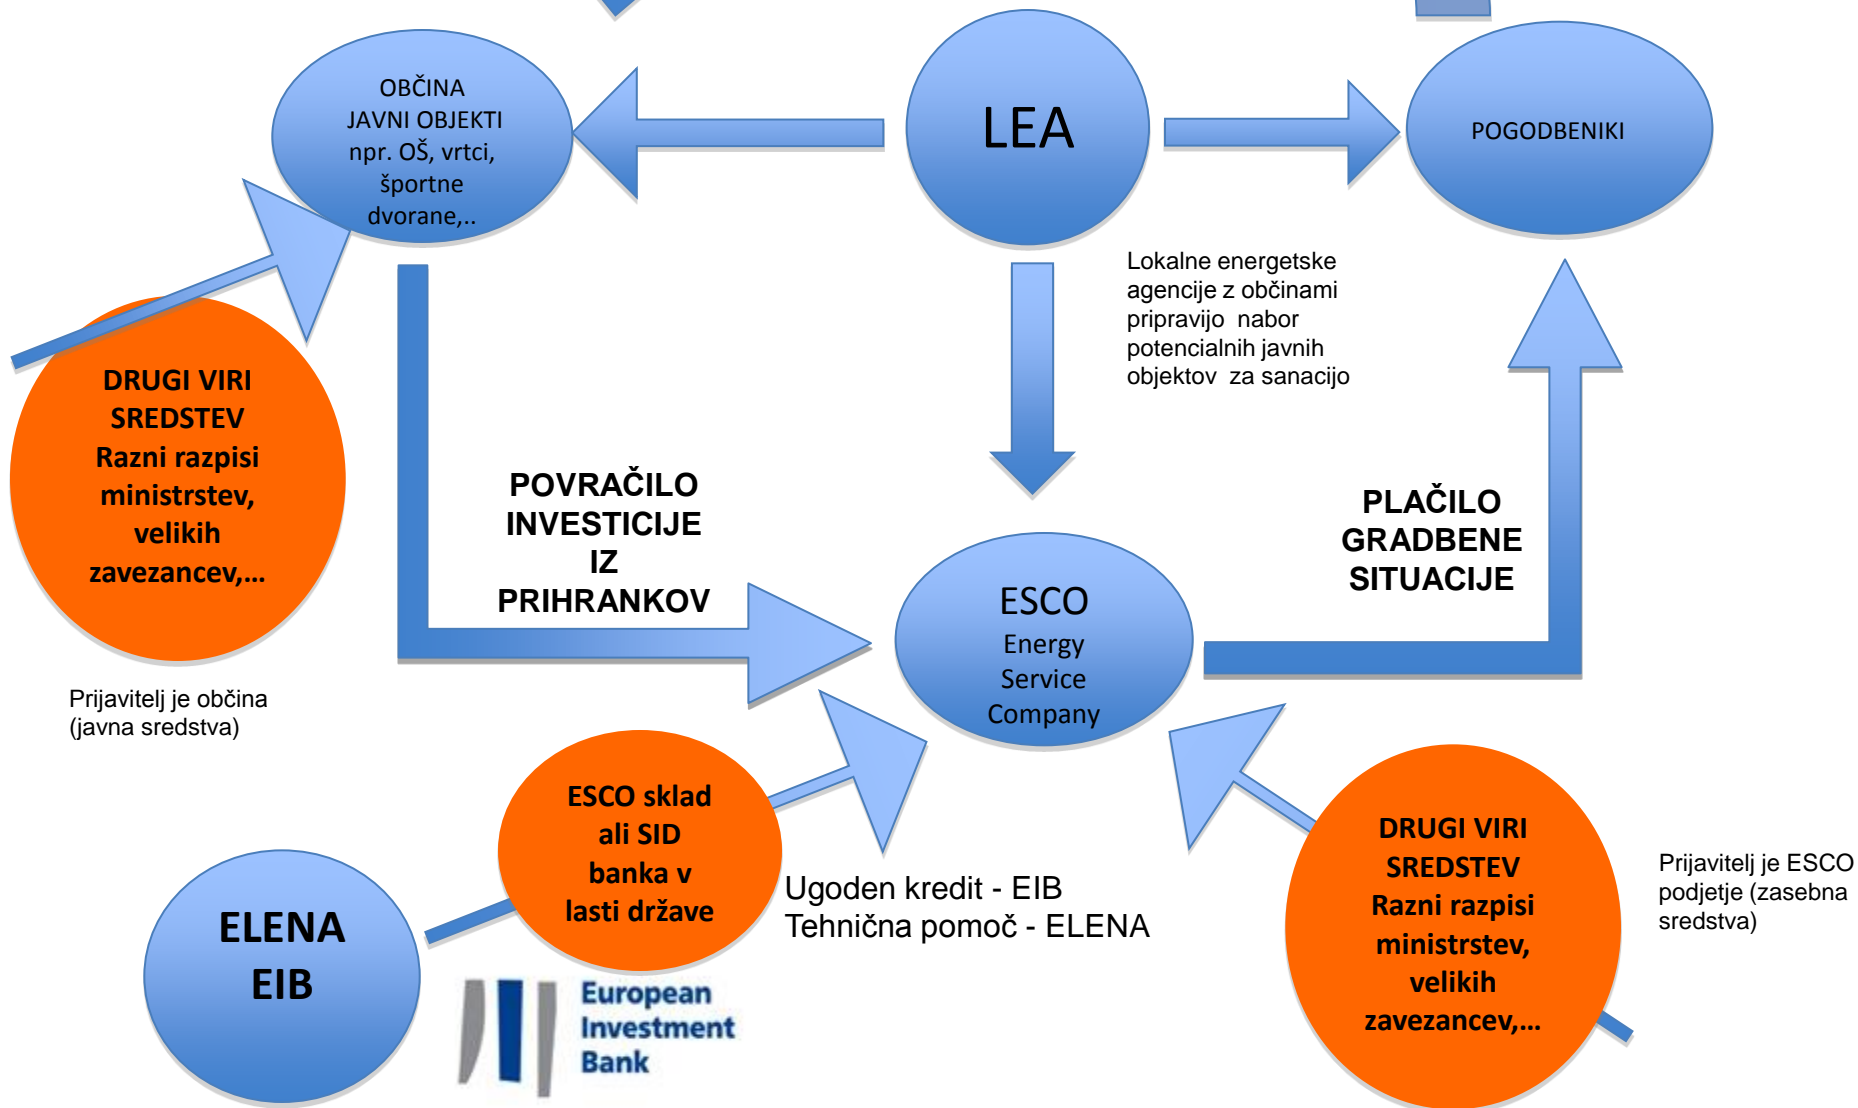 OBČINA
JAVNI OBJEKTI
npr. OŠ, vrtci,
športne
dvorane,..
LEA
POGODBENIKI
Lokalne energetske
agencije z občinami
pripravijo nabor
potencialnih javnih
objektov za sanacijo
DRUGI VIRI
SREDSTEV
Razni razpisi
ministrstev,
velikih
zavezancev,...
Prijavitelj je občina
(javna sredstva)
POVRAČILO
INVESTICIJE
IZ
PRIHRANKOV
ESCO
Energy
Service
Company
PLAČILO
GRADBENE
SITUACIJE
ESCO sklad
ali SID
banka v
lasti države
ELENA
EIB
Ugoden kredit - EIB
Tehnična pomoč - ELENA
European
Investment
Bank
DRUGI VIRI
SREDSTEV
Razni razpisi
ministrstev,
velikih
zavezancev,...
Prijavitelj je ESCO
podjetje (zasebna
sredstva)